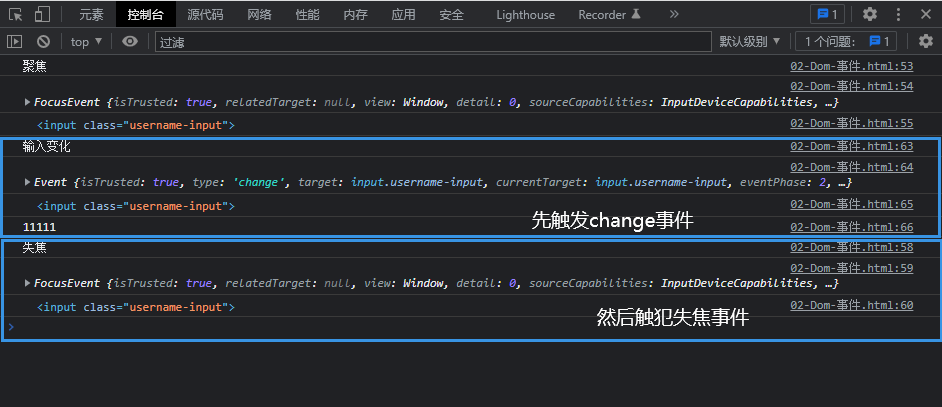 元素 控制台 源代码 网络 性能 内存 应用 安全 Lighthouse Recorder » 1
top ▼ 过滤 默认级别 ▼ 1 个问题: 1
聚焦 02-Dom-事件.html:53
02-Dom-事件.html:54
▶ FocusEvent {isTrusted: true, relatedTarget: null, view: Window, detail: 0, sourceCapabilities: InputDeviceCapabilities, …}
<input class="username-input"> 02-Dom-事件.html:55
输入变化 02-Dom-事件.html:63
02-Dom-事件.html:64
▶ Event {isTrusted: true, type: 'change', target: input.username-input, currentTarget: input.username-input, eventPhase: 2, …}
<input class="username-input"> 02-Dom-事件.html:65
先触发change事件
11111 02-Dom-事件.html:66
失焦 02-Dom-事件.html:58
02-Dom-事件.html:59
▶ FocusEvent {isTrusted: true, relatedTarget: null, view: Window, detail: 0, sourceCapabilities: InputDeviceCapabilities, …}
<input class="username-input"> 02-Dom-事件.html:60
然后触犯失焦事件
>